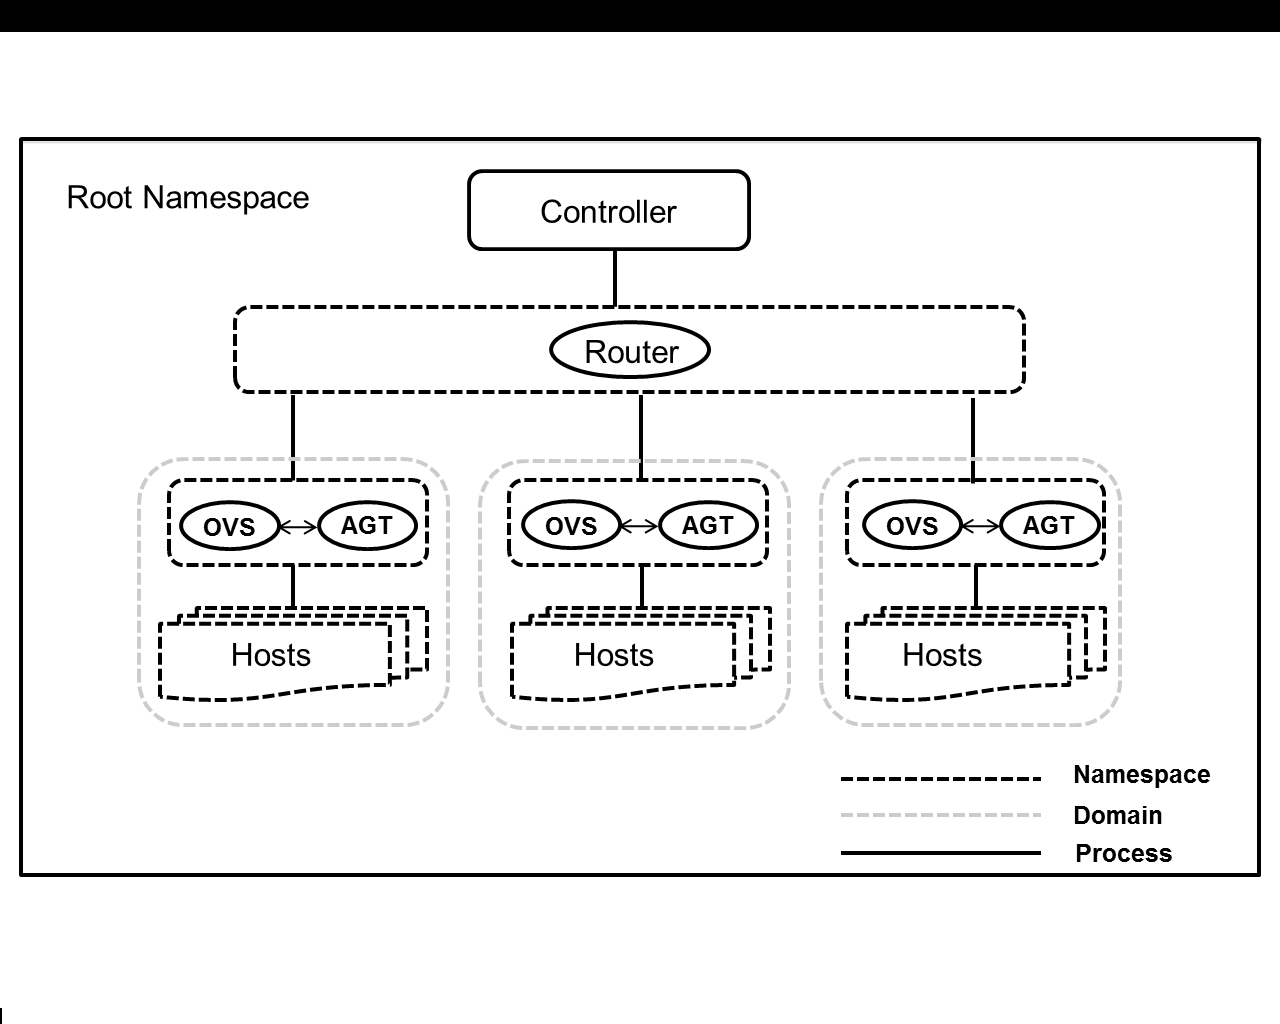 Root Namespace
Controller
Router
OVS AGT
OVS AGT
OVS AGT
Hosts
Hosts
Hosts
Namespace
Domain
Process